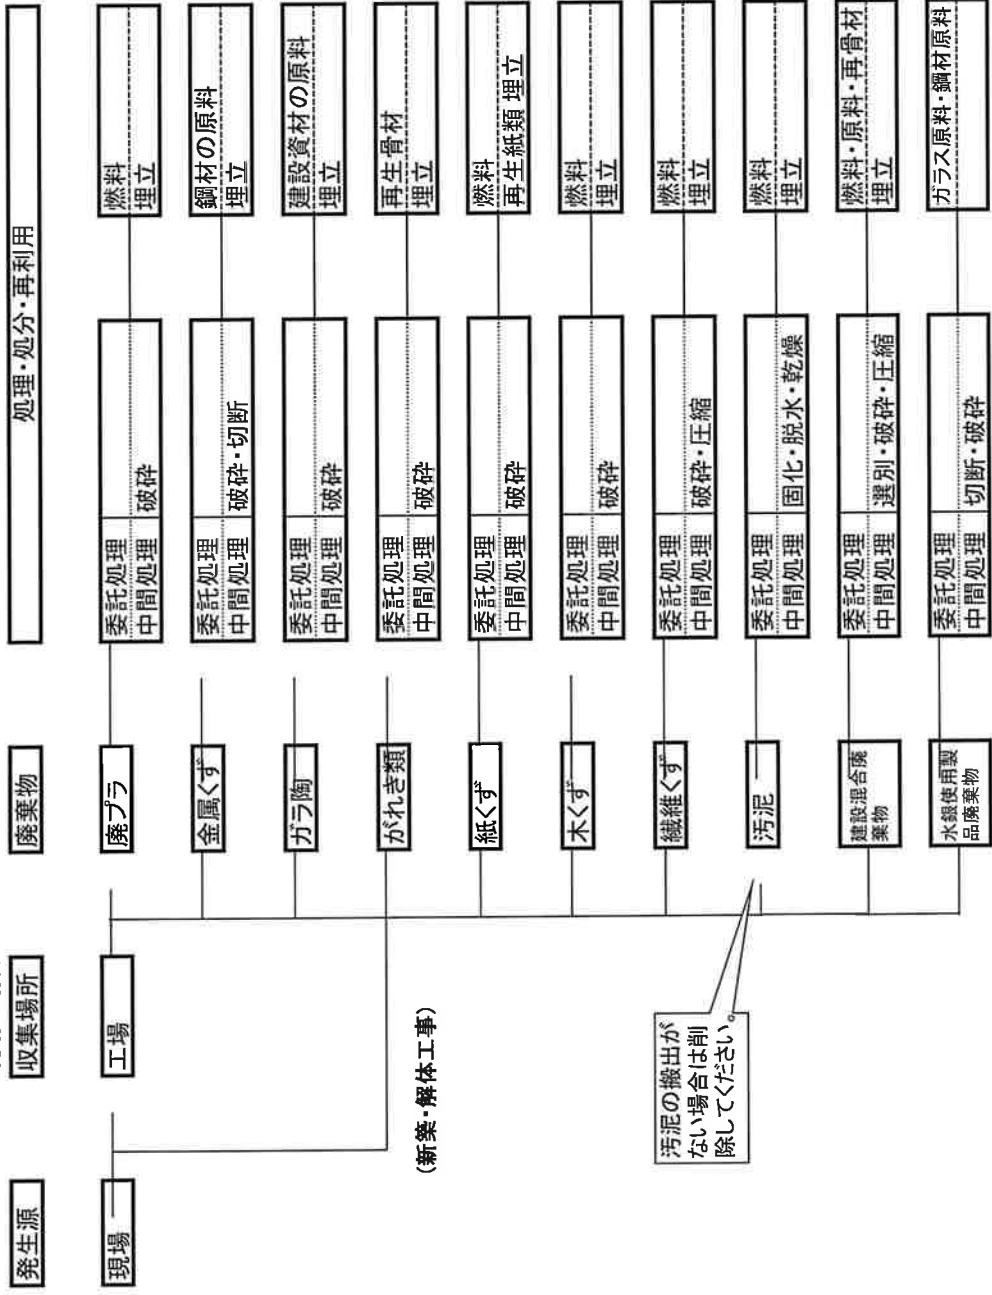 発生源
収集場所
廃棄物
処理・処分・再利用
現場
工場
(新築・解体工事)
廃プラ
委託処理
中間処理 破砕
燃料
埋立
金属くず
委託処理
中間処理 破砕・切断
鋼材の原料
埋立
ガラ陶
委託処理
中間処理 破砕
建設資材の原料
埋立
がれき類
委託処理
中間処理 破砕
再生骨材
埋立
紙くず
委託処理
中間処理 破砕
燃料
再生紙類 埋立
木くず
委託処理
中間処理 破砕
燃料
埋立
繊維くず
委託処理
中間処理 破砕・圧縮
燃料
埋立
汚泥の搬出が
ない場合は削
除してください。
汚泥
委託処理
中間処理 固化・脱水・乾燥
燃料
埋立
建設混合廃
棄物
委託処理
中間処理 選別・破砕・圧縮
燃料・原料・再骨材
埋立
水銀使用製
品廃棄物
委託処理
中間処理 切断・破砕
ガラス原料・鋼材原料